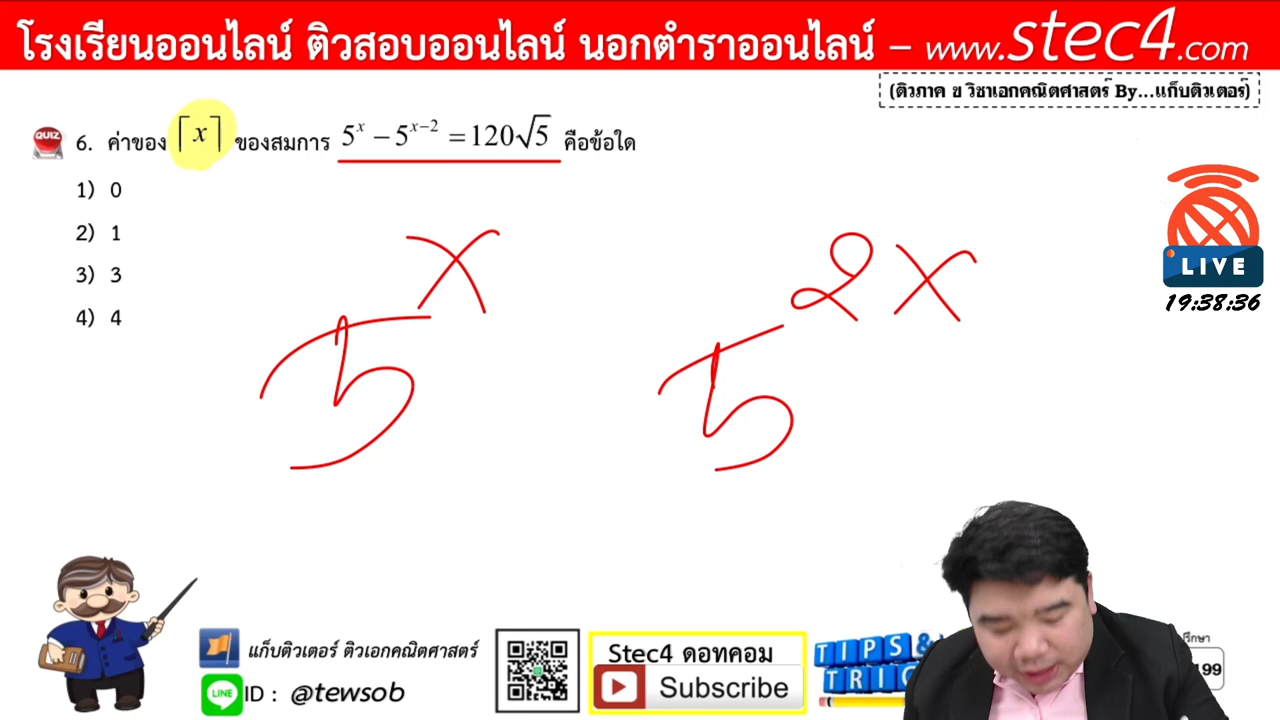 โรงเรียนออนไลน์ ติวสอบออนไลน์ นอกตำราออนไลน์ – www.stec4.com
(ติวภาค ข วิชาเอกคณิตศาสตร์ By...แก็บติวเตอร์)
QUIZ 6. ค่าของ ⌈x⌉ ของสมการ 5^x − 5^{x−2} = 120√5 คือข้อใด
1) 0
2) 1
3) 3
4) 4
5^x 5^{2x}
LIVE
19:38:36
แก็บติวเตอร์ ติวเอกคณิตศาสตร์
LINE ID : @tewsob
Stec4 ดอทคอม
Subscribe
TIPS &
199